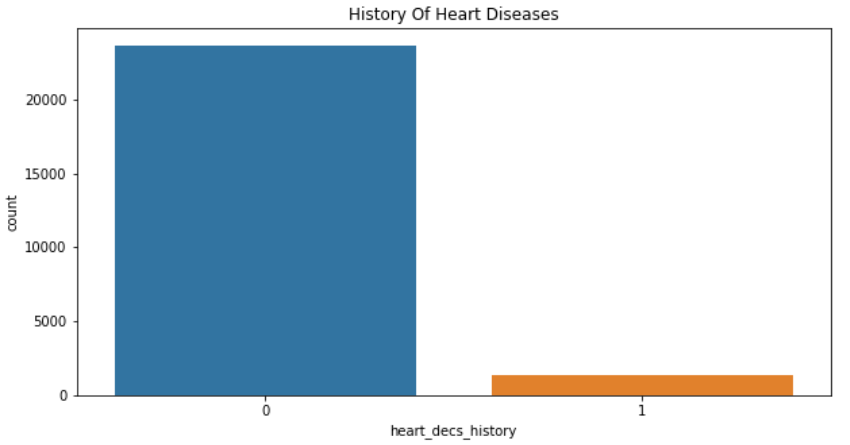 History Of Heart Diseases
20000
15000
10000
5000
0
count
0 1
heart_decs_history